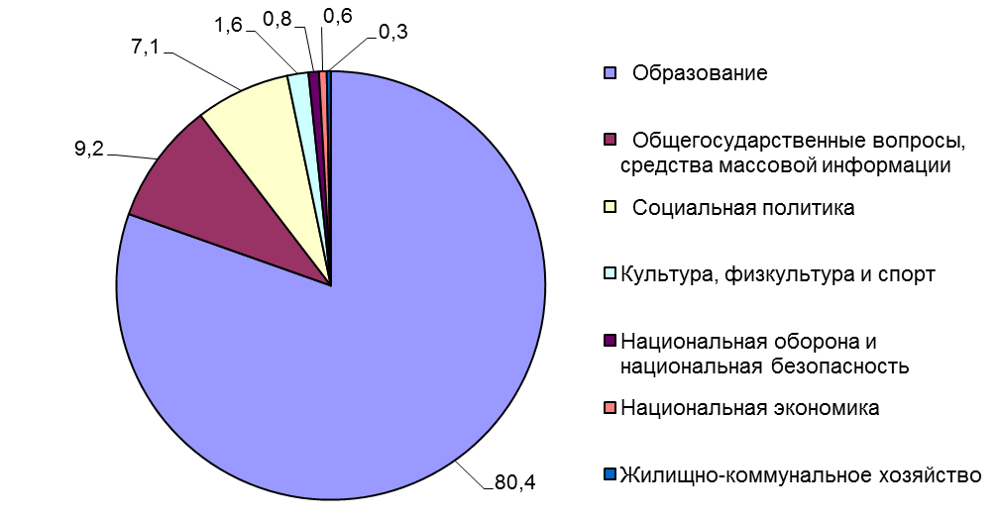 0,6
0,8
1,6
0,3
7,1
9,2
80,4
Образование
Общегосударственные вопросы,
средства массовой информации
Социальная политика
Культура, физкультура и спорт
Национальная оборона и
национальная безопасность
Национальная экономика
Жилищно-коммунальное хозяйство